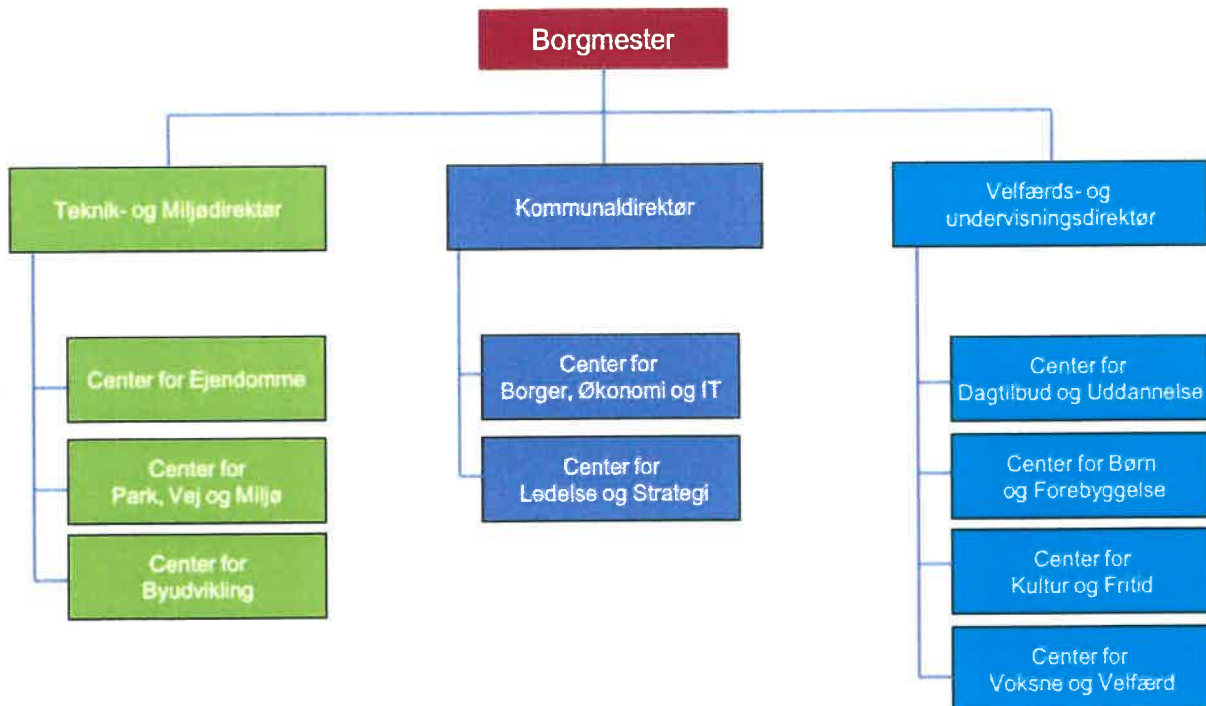 Borgmester
Teknik- og Miljødirektør
Center for Ejendomme
Center for
Park, Vej og Miljø
Center for
Byudvikling
Kommunaldirektør
Center for
Borger, Økonomi og IT
Center for
Ledelse og Strategi
Velfærds- og
undervisningsdirektør
Center for
Dagtilbud og Uddannelse
Center for Børn
og Forebyggelse
Center for
Kultur og Fritid
Center for
Voksne og Velfærd